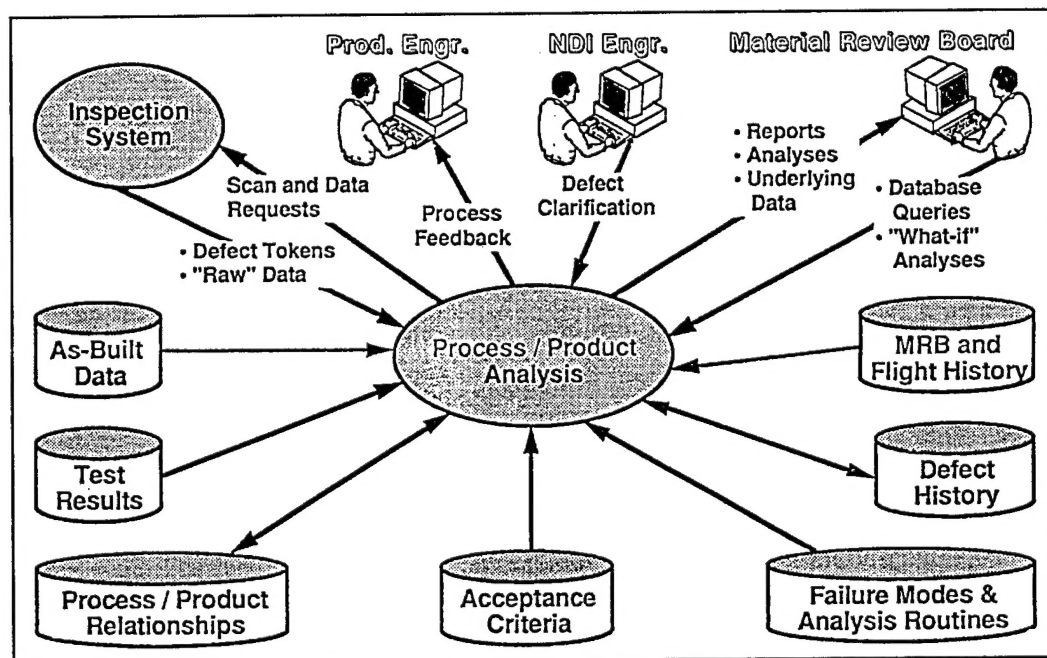 Prod. Engr.
NDI Engr.
Material Review Board
Inspection
System
Scan and Data
Requests
• Defect Tokens
• "Raw" Data
Process
Feedback
Defect
Clarification
• Reports
• Analyses
• Underlying
Data
• Database
Queries
• "What-if"
Analyses
Process / Product
Analysis
As-Built
Data
MRB and
Flight History
Test
Results
Defect
History
Process / Product
Relationships
Acceptance
Criteria
Failure Modes &
Analysis Routines